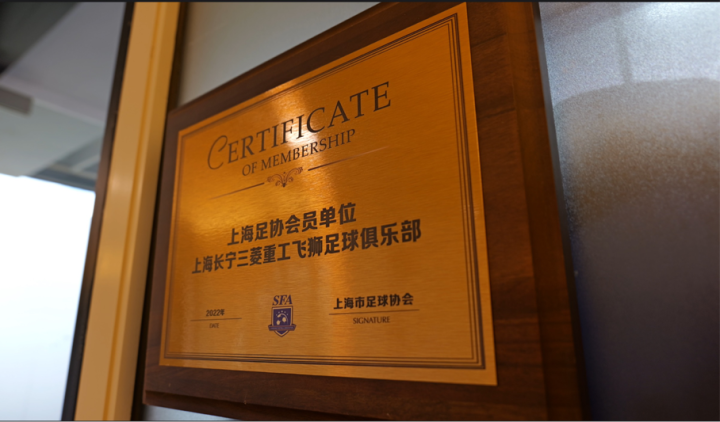 CERTIFICATE
OF MEMBERSHIP
上海足协会员单位
上海长宁三菱重工飞狮足球俱乐部
2022年
DATE
SFA
上海市足球协会
SIGNATURE